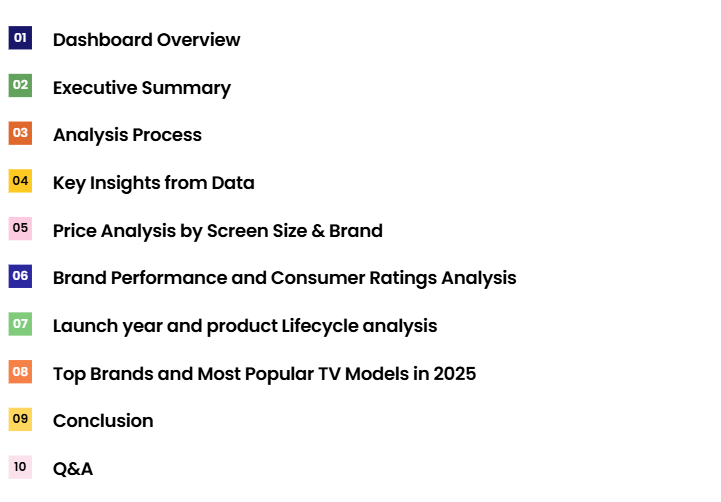 01 Dashboard Overview
02 Executive Summary
03 Analysis Process
04 Key Insights from Data
05 Price Analysis by Screen Size & Brand
06 Brand Performance and Consumer Ratings Analysis
07 Launch year and product Lifecycle analysis
08 Top Brands and Most Popular TV Models in 2025
09 Conclusion
10 Q&A